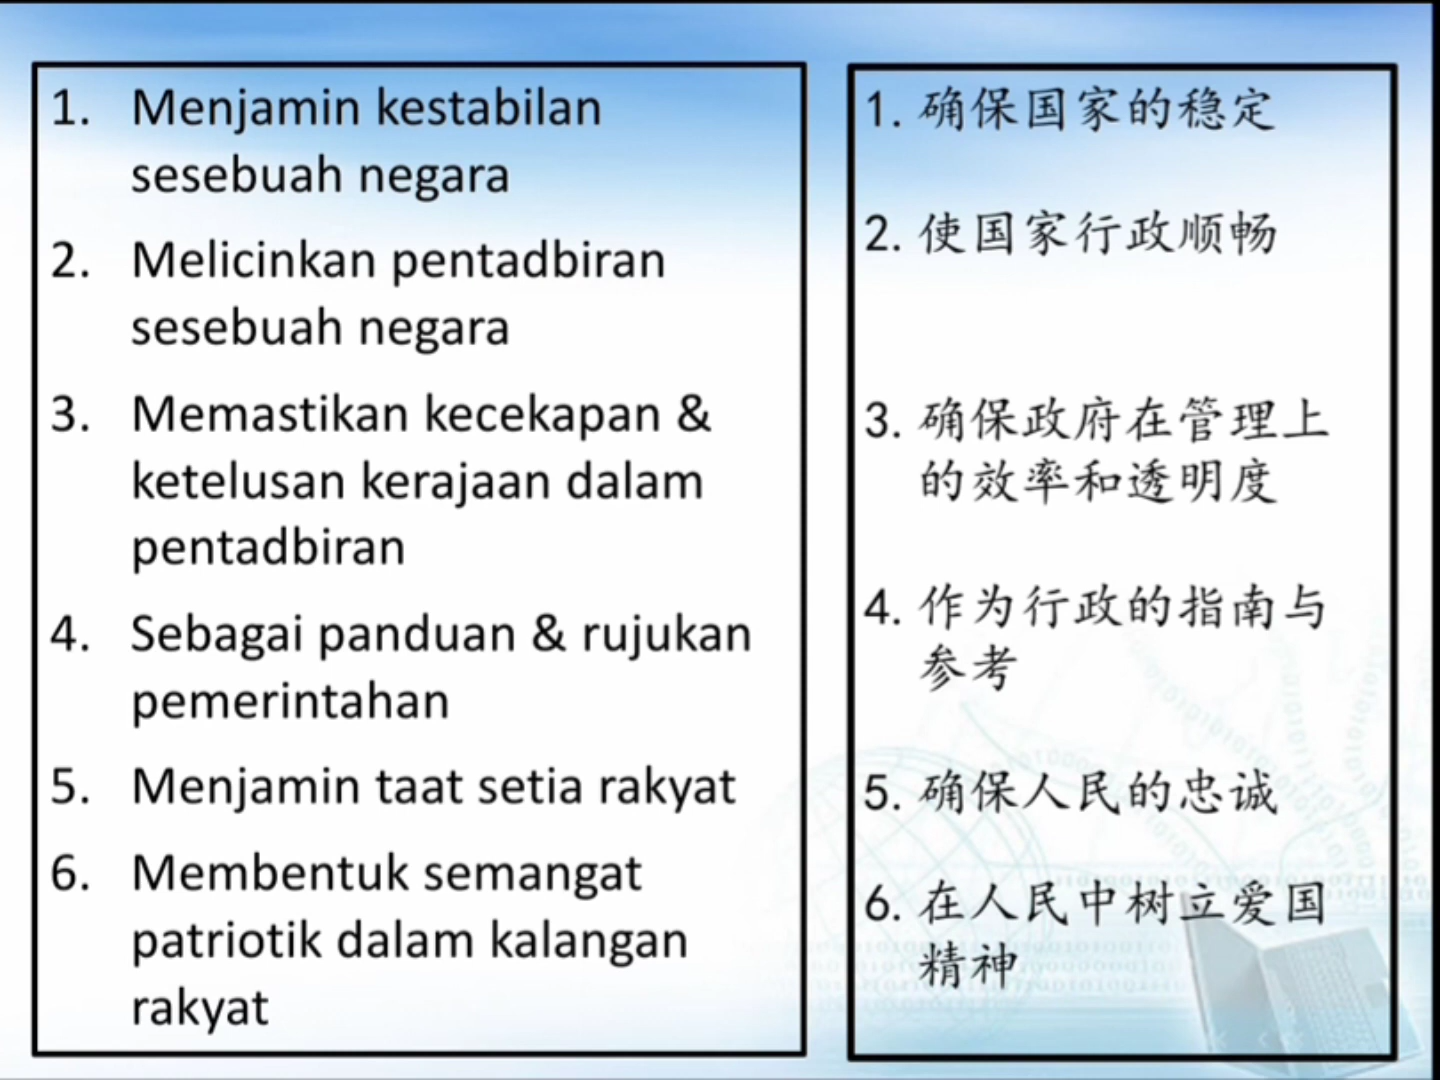 1. Menjamin kestabilan
sesebuah negara
2. Melicinkan pentadbiran
sesebuah negara
3. Memastikan kecekapan &
ketelusan kerajaan dalam
pentadbiran
4. Sebagai panduan & rujukan
pemerintahan
5. Menjamin taat setia rakyat
6. Membentuk semangat
patriotik dalam kalangan
rakyat
1. 确保国家的稳定
2. 使国家行政顺畅
3. 确保政府在管理上
的效率和透明度
4. 作为行政的指南与
参考
5. 确保人民的忠诚
6. 在人民中树立爱国
精神